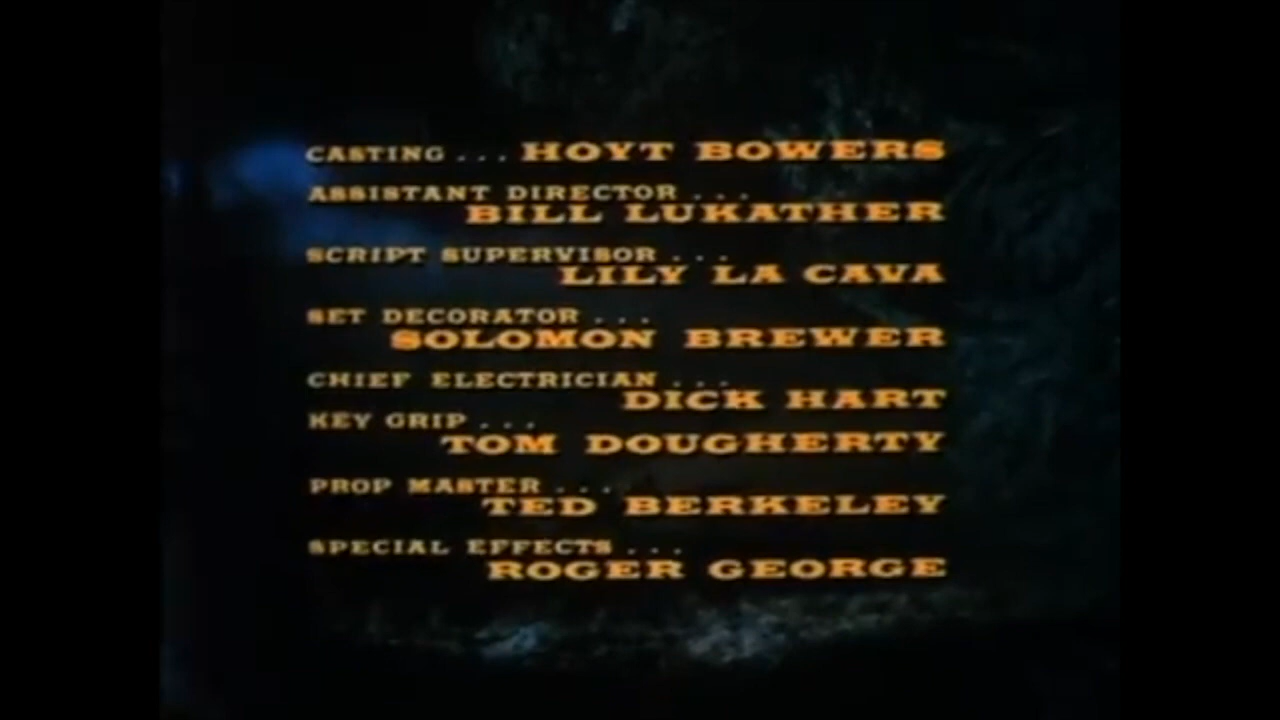 CASTING ... HOYT BOWERS
ASSISTANT DIRECTOR ...
BILL LUKATHER
SCRIPT SUPERVISOR ...
LILY LA CAVA
SET DECORATOR ...
SOLOMON BREWER
CHIEF ELECTRICIAN ...
DICK HART
KEY GRIP ...
TOM DOUGHERTY
PROP MASTER ...
TED BERKELEY
SPECIAL EFFECTS ...
ROGER GEORGE